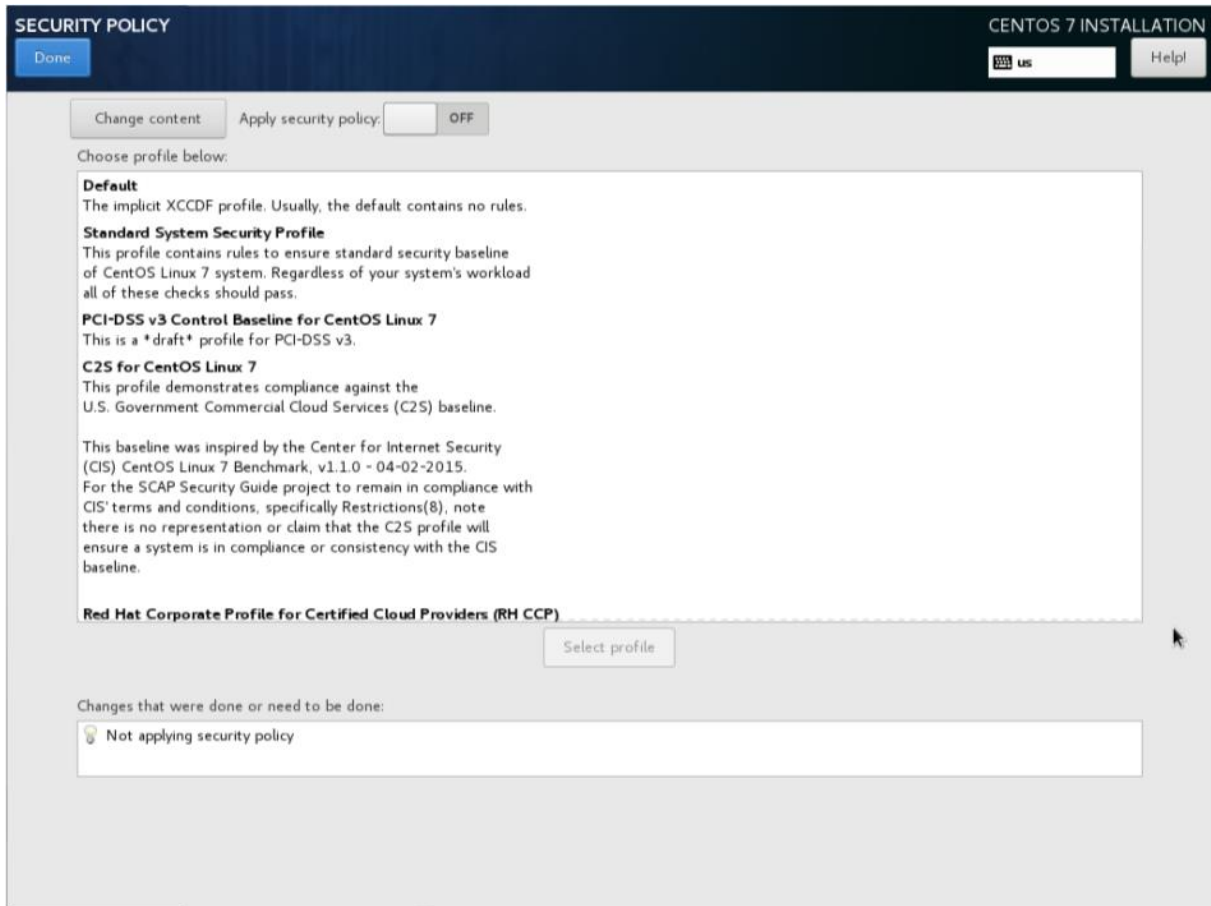 SECURITY POLICY
CENTOS 7 INSTALLATION
Done
us
Help!
Change content
Apply security policy:
OFF
Choose profile below:
Default
The implicit XCCDF profile. Usually, the default contains no rules.
Standard System Security Profile
This profile contains rules to ensure standard security baseline
of CentOS Linux 7 system. Regardless of your system's workload
all of these checks should pass.
PCI-DSS v3 Control Baseline for CentOS Linux 7
This is a *draft* profile for PCI-DSS v3.
C2S for CentOS Linux 7
This profile demonstrates compliance against the
U.S. Government Commercial Cloud Services (C2S) baseline.
This baseline was inspired by the Center for Internet Security
(CIS) CentOS Linux 7 Benchmark, v1.1.0 - 04-02-2015.
For the SCAP Security Guide project to remain in compliance with
CIS' terms and conditions, specifically Restrictions(8), note
there is no representation or claim that the C2S profile will
ensure a system is in compliance or consistency with the CIS
baseline.
Red Hat Corporate Profile for Certified Cloud Providers (RH CCP)
Select profile
Changes that were done or need to be done:
Not applying security policy